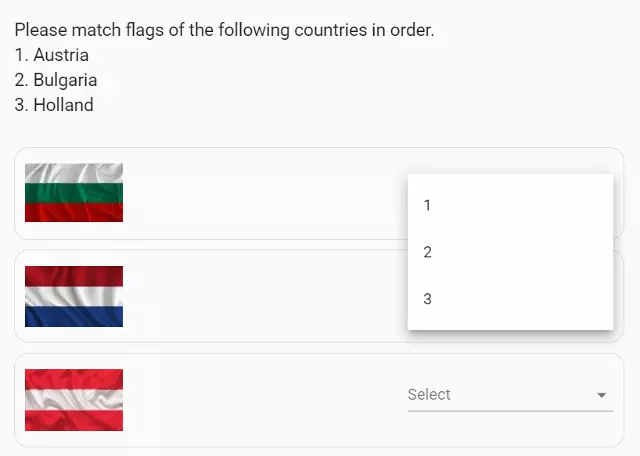 Please match flags of the following countries in order.
1. Austria
2. Bulgaria
3. Holland
1
2
3
Select